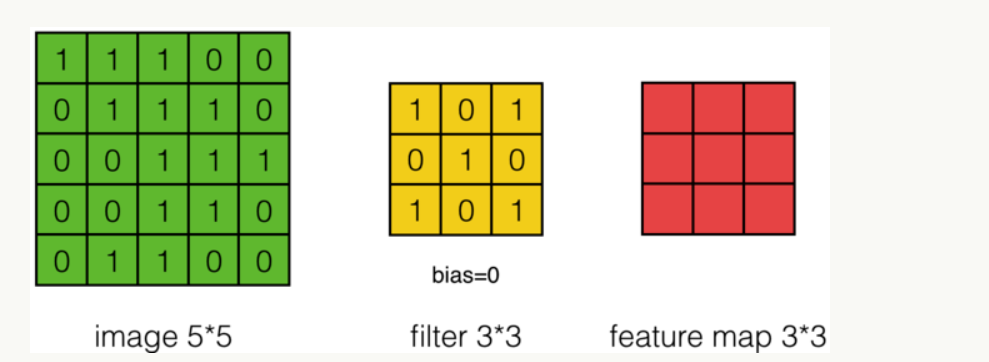 1 1 1 0 0
0 1 1 1 0
0 0 1 1 1
0 0 1 1 0
0 1 1 0 0
image 5*5
1 0 1
0 1 0
1 0 1
bias=0
filter 3*3
feature map 3*3